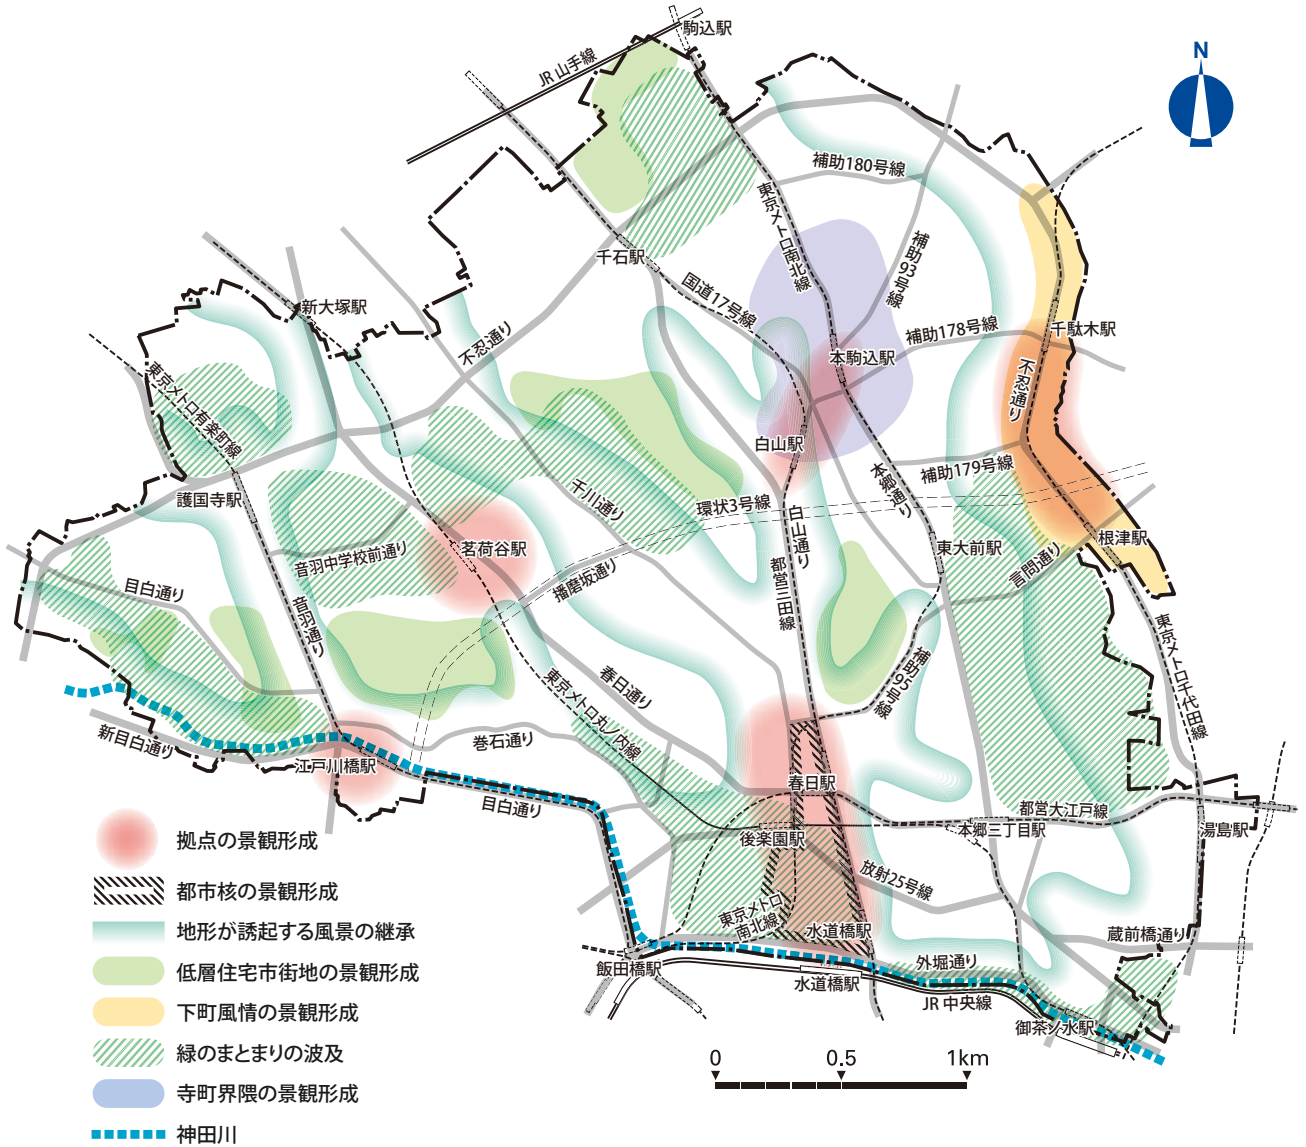 駒込駅
N
JR 山手線
補助180号線
東京メトロ南北線
千石駅
補助93号線
国道17号線
新大塚駅
不忍通り
補助178号線
千駄木駅
本駒込駅
不忍通り
東京メトロ有楽町線
白山駅
本郷通り
補助179号線
護国寺駅
千川通り
環状3号線
白山通り
茗荷谷駅
音羽中学校前通り
東大前駅
根津駅
言問通り
目白通り
播磨坂通り
都営三田線
音羽通り
東京メトロ千代田線
補助95号線
春日通り
東京メトロ丸ノ内線
新目白通り
巻石通り
江戸川橋駅
目白通り
春日駅
都営大江戸線
本郷三丁目駅
湯島駅
後楽園駅
放射25号線
東京メトロ
南北線
水道橋駅
蔵前橋通り
外堀通り
飯田橋駅
水道橋駅
JR 中央線
御茶ノ水駅
拠点の景観形成
都市核の景観形成
地形が誘起する風景の継承
低層住宅市街地の景観形成
下町風情の景観形成
緑のまとまりの波及
寺町界隈の景観形成
神田川
0 0.5 1km